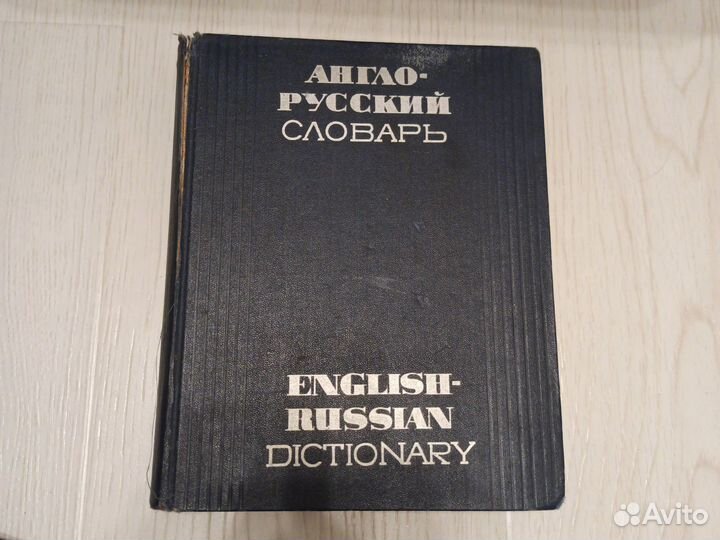 АНГЛО-
РУССКИЙ
СЛОВАРЬ
ENGLISH-
RUSSIAN
DICTIONARY
Avito